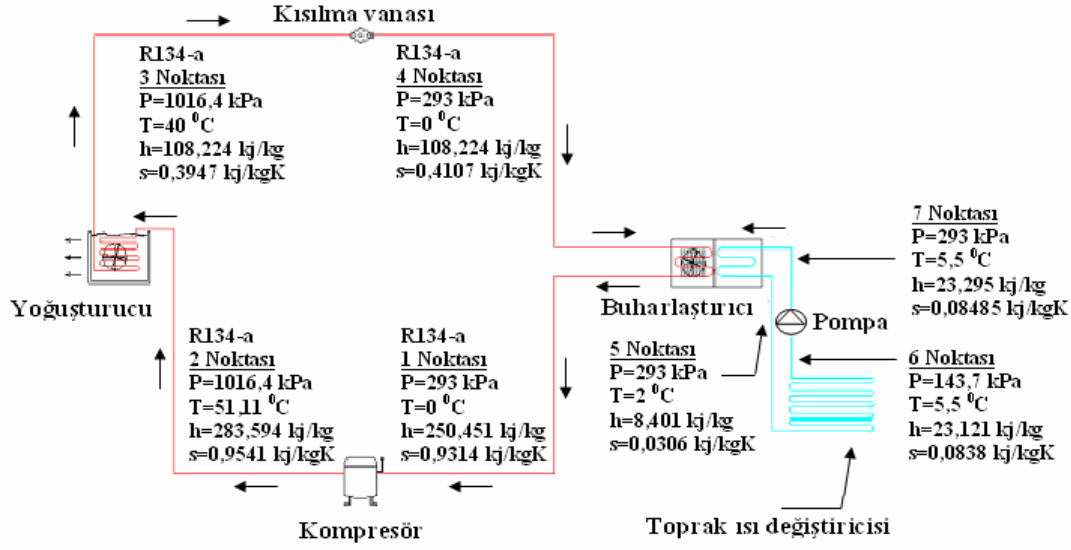 Kısılma vanası
R134-a
3 Noktası
P=1016,4 kPa
T=40 ⁰C
h=108,224 kj/kg
s=0,3947 kj/kgK
R134-a
4 Noktası
P=293 kPa
T=0 ⁰C
h=108,224 kj/kg
s=0,4107 kj/kgK
Yoğuşturucu
Buharlaştırıcı
7 Noktası
P=293 kPa
T=5,5 ⁰C
h=23,295 kj/kg
s=0,08485 kj/kgK
Pompa
R134-a
2 Noktası
P=1016,4 kPa
T=51,11 ⁰C
h=283,594 kj/kg
s=0,9541 kj/kgK
R134-a
1 Noktası
P=293 kPa
T=0 ⁰C
h=250,451 kj/kg
s=0,9314 kj/kgK
5 Noktası
P=293 kPa
T=2 ⁰C
h=8,401 kj/kg
s=0,0306 kj/kgK
6 Noktası
P=143,7 kPa
T=5,5 ⁰C
h=23,121 kj/kg
s=0,0838 kj/kgK
Kompresör
Toprak ısı değiştiricisi